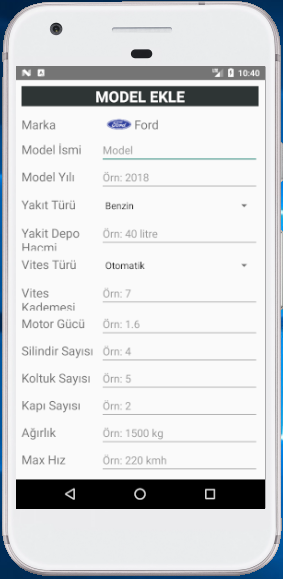 10:40
MODEL EKLE
Marka Ford Ford
Model İsmi Model
Model Yılı Örn: 2018
Yakıt Türü Benzin
Yakit Depo Örn: 40 litre
Hacmi
Vites Türü Otomatik
Vites Örn: 7
Kademesi
Motor Gücü Örn: 1.6
Silindir Sayısı Örn: 4
Koltuk Sayısı Örn: 5
Kapı Sayısı Örn: 2
Ağırlık Örn: 1500 kg
Max Hız Örn: 220 kmh